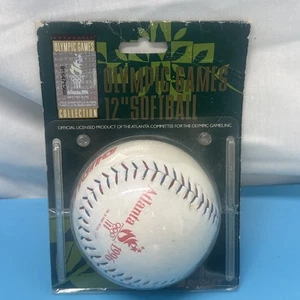 OLYMPIC GAMES
COLLECTION
OLYMPIC GAMES
12" SOFTBALL
OFFICIAL LICENSED PRODUCT OF THE ATLANTA COMMITTEE FOR THE OLYMPIC GAMES, INC.
Atlanta
1996